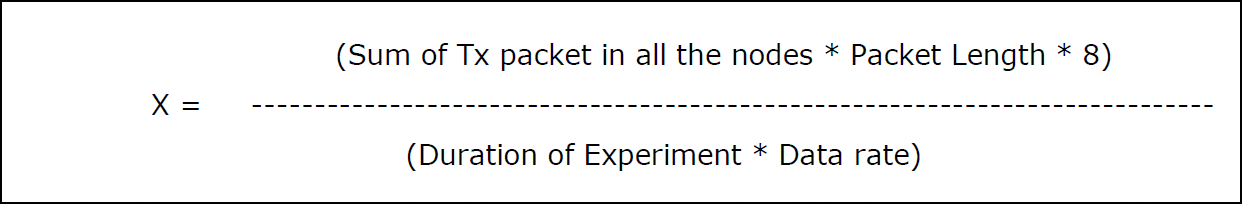 (Sum of Tx packet in all the nodes * Packet Length * 8)
X = ----------------------------------------------------------------------------
(Duration of Experiment * Data rate)